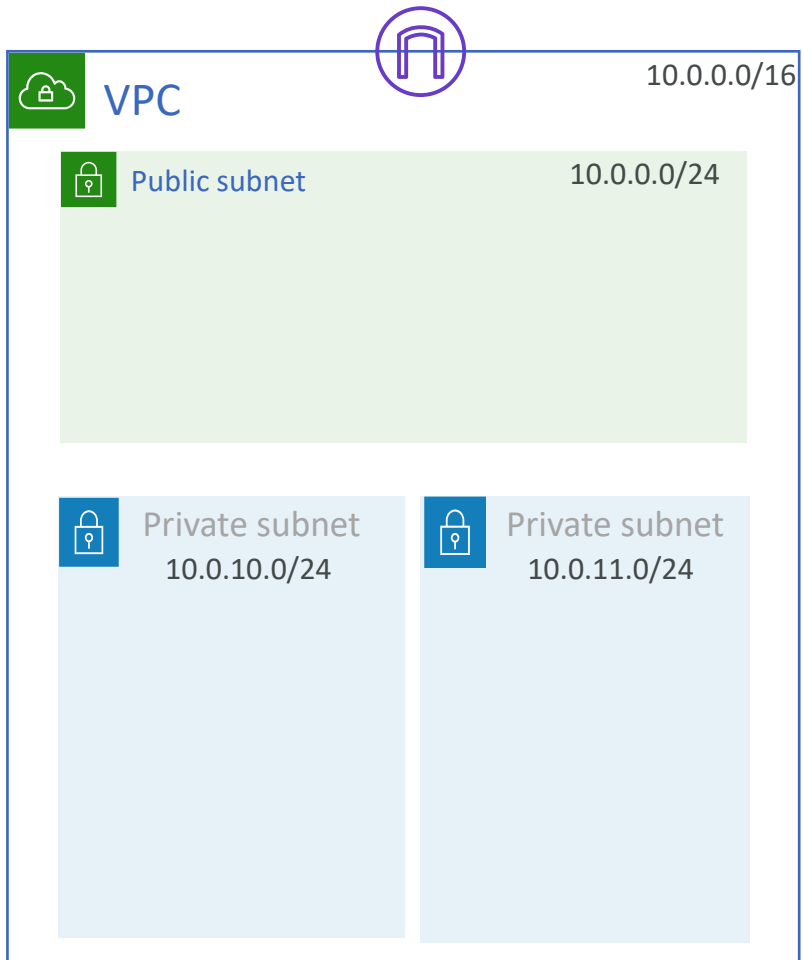 VPC
10.0.0.0/16
Public subnet
10.0.0.0/24
Private subnet
10.0.10.0/24
Private subnet
10.0.11.0/24